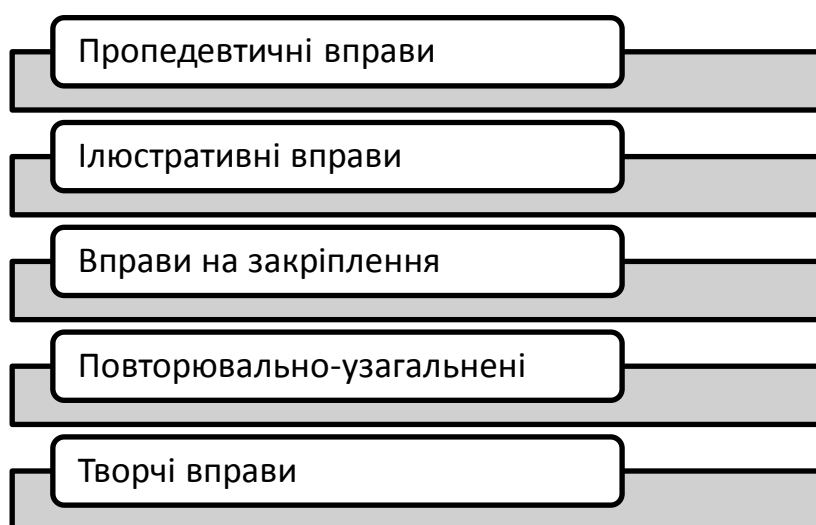 Пропедевтичні вправи
Ілюстративні вправи
Вправи на закріплення
Повторювально-узагальнені
Творчі вправи